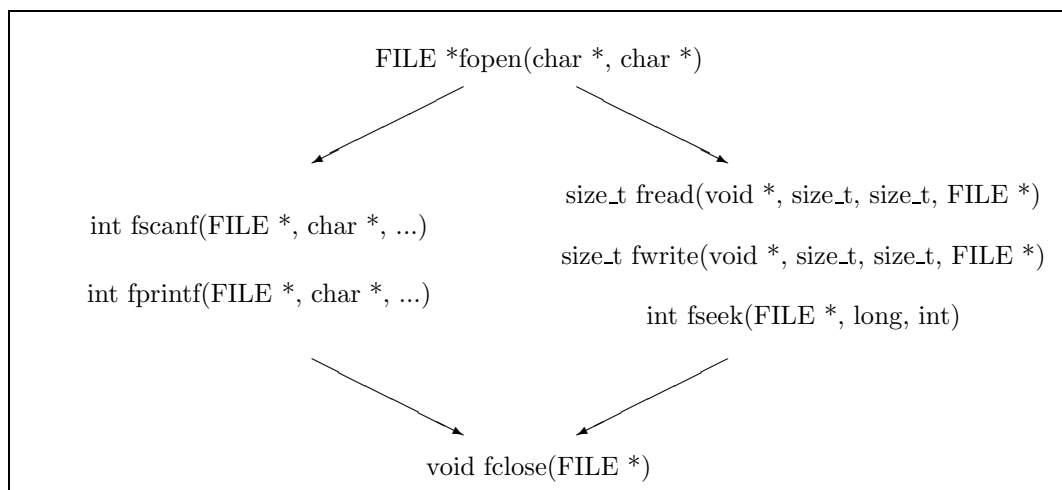 FILE *fopen(char *, char *)
int fscanf(FILE *, char *, ...)
int fprintf(FILE *, char *, ...)
size_t fread(void *, size_t, size_t, FILE *)
size_t fwrite(void *, size_t, size_t, FILE *)
int fseek(FILE *, long, int)
void fclose(FILE *)